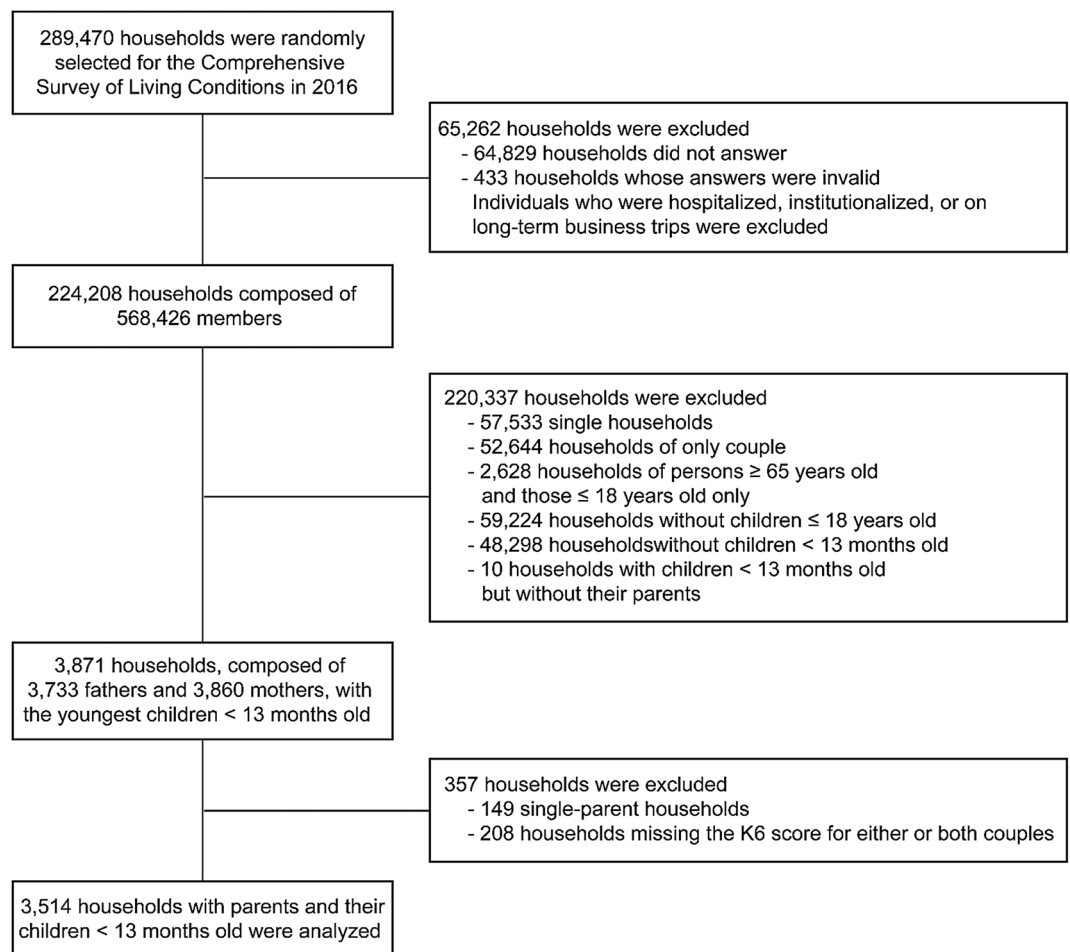 289,470 households were randomly
selected for the Comprehensive
Survey of Living Conditions in 2016
65,262 households were excluded
- 64,829 households did not answer
- 433 households whose answers were invalid
Individuals who were hospitalized, institutionalized, or on
long-term business trips were excluded
224,208 households composed of
568,426 members
220,337 households were excluded
- 57,533 single households
- 52,644 households of only couple
- 2,628 households of persons ≥ 65 years old
and those ≤ 18 years old only
- 59,224 households without children ≤ 18 years old
- 48,298 householdswithout children < 13 months old
- 10 households with children < 13 months old
but without their parents
3,871 households, composed of
3,733 fathers and 3,860 mothers, with
the youngest children < 13 months old
357 households were excluded
- 149 single-parent households
- 208 households missing the K6 score for either or both couples
3,514 households with parents and their
children < 13 months old were analyzed